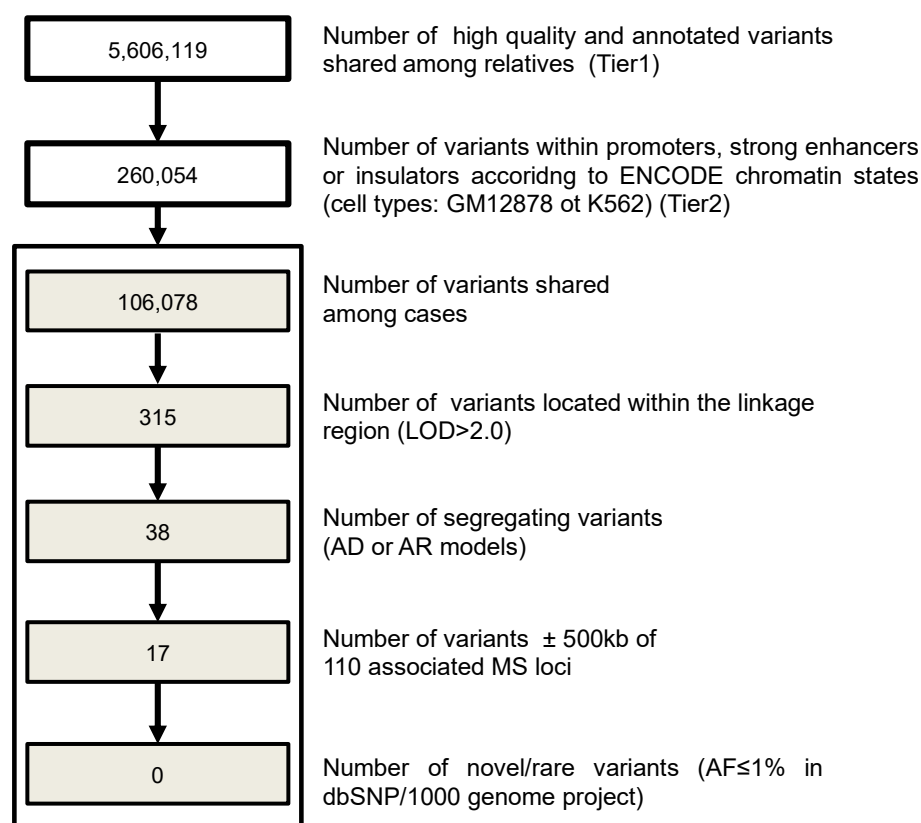 5,606,119
Number of high quality and annotated variants
shared among relatives (Tier1)
260,054
Number of variants within promoters, strong enhancers
or insulators accoridng to ENCODE chromatin states
(cell types: GM12878 ot K562) (Tier2)
106,078
Number of variants shared
among cases
315
Number of variants located within the linkage
region (LOD>2.0)
38
Number of segregating variants
(AD or AR models)
17
Number of variants ± 500kb of
110 associated MS loci
0
Number of novel/rare variants (AF≤1% in
dbSNP/1000 genome project)